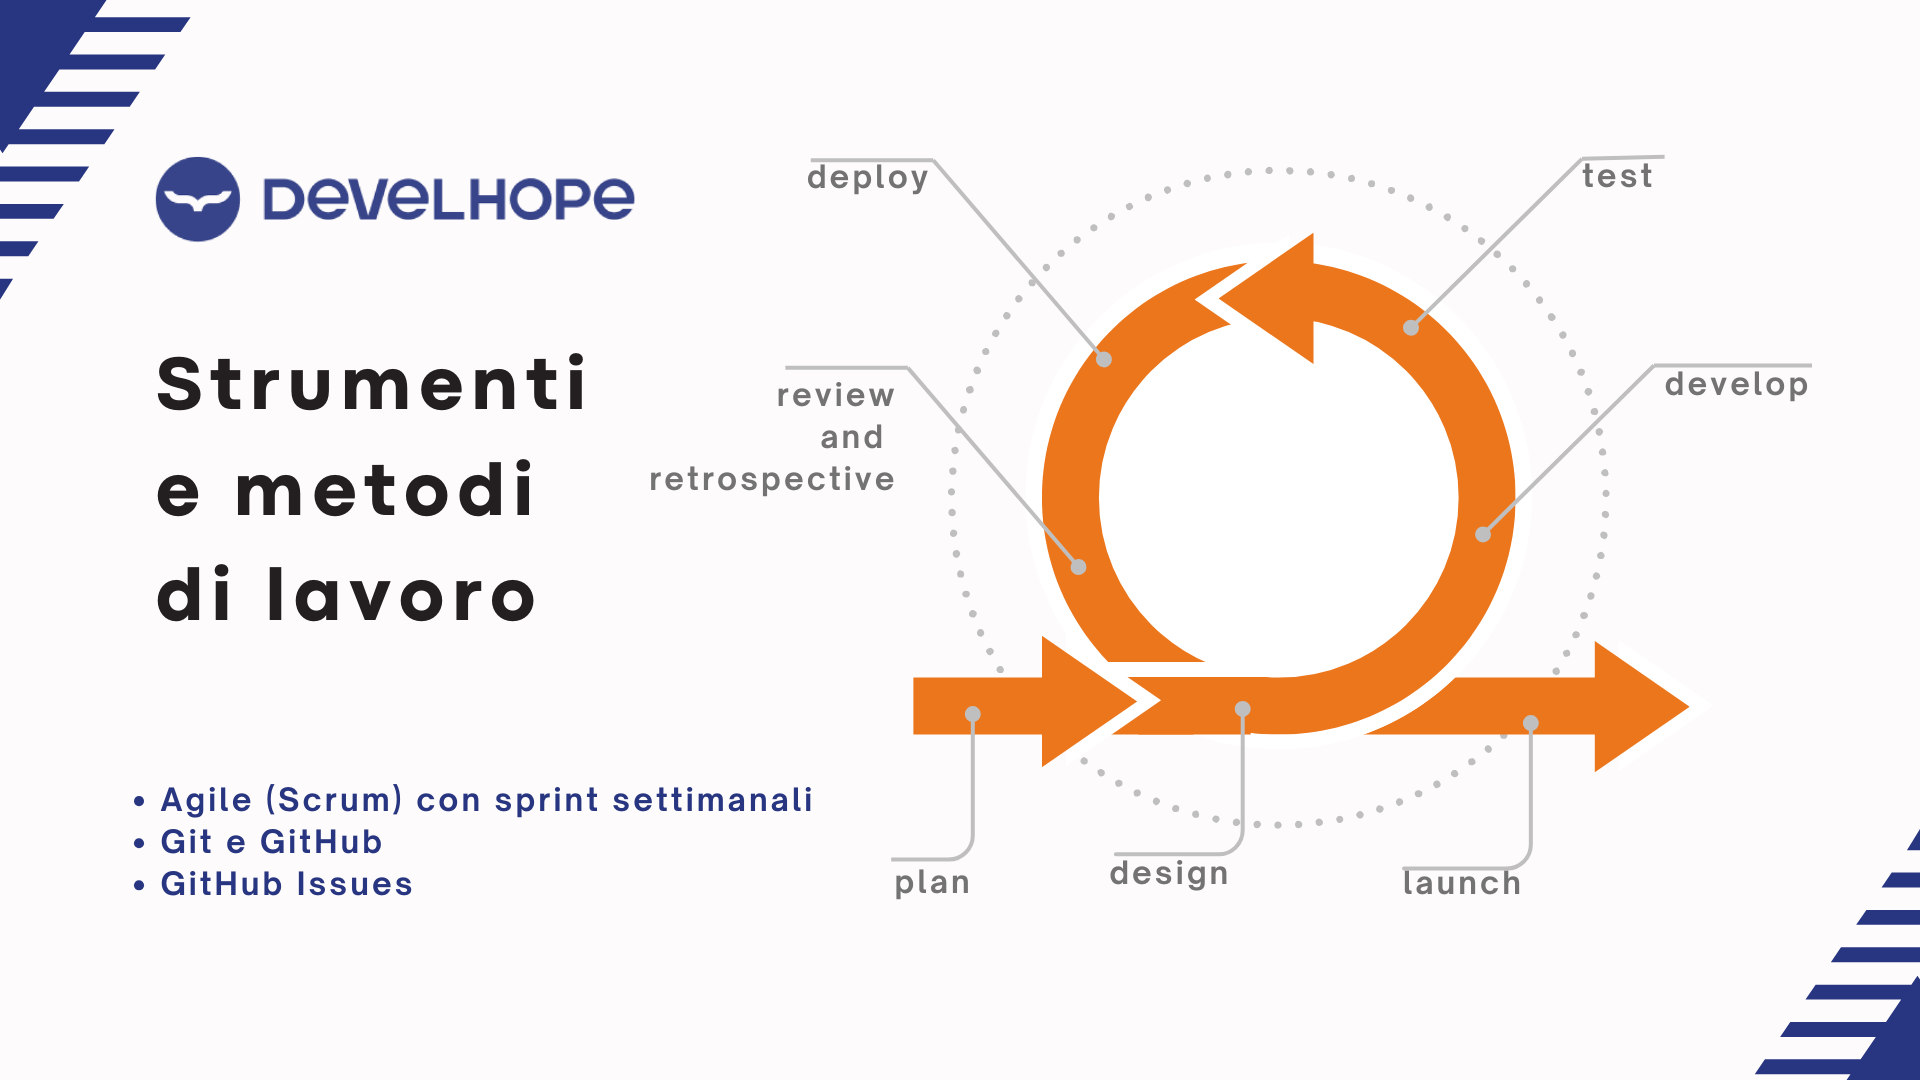 DEVELHOPE
Strumenti
e metodi
di lavoro
• Agile (Scrum) con sprint settimanali
• Git e GitHub
• GitHub Issues
deploy
test
review
and
retrospective
develop
plan
design
launch